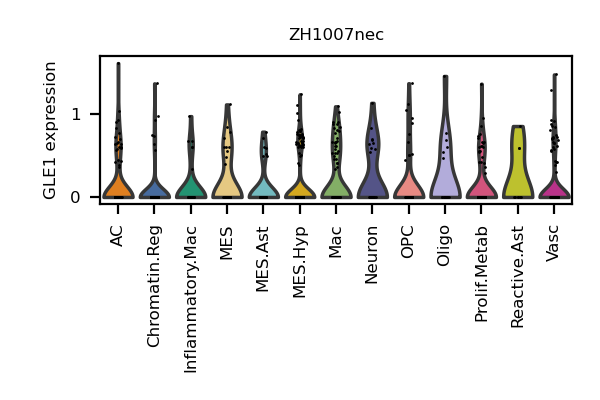 ZH1007nec
GLE1 expression
1
0
AC
Chromatin.Reg
Inflammatory.Mac
MES
MES.Ast
MES.Hyp
Mac
Neuron
OPC
Oligo
Prolif.Metab
Reactive.Ast
Vasc